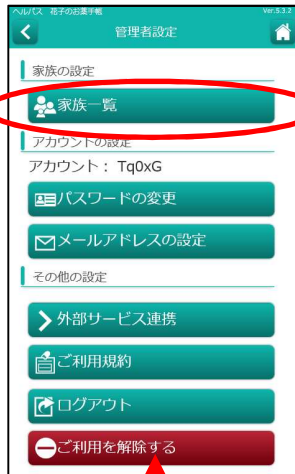 ヘルパス 花子のお薬手帳 Ver.5.3.2
管理者設定
家族の設定
家族一覧
アカウントの設定
アカウント： Tq0xG
パスワードの変更
メールアドレスの設定
その他の設定
外部サービス連携
ご利用規約
ログアウト
ご利用を解除する